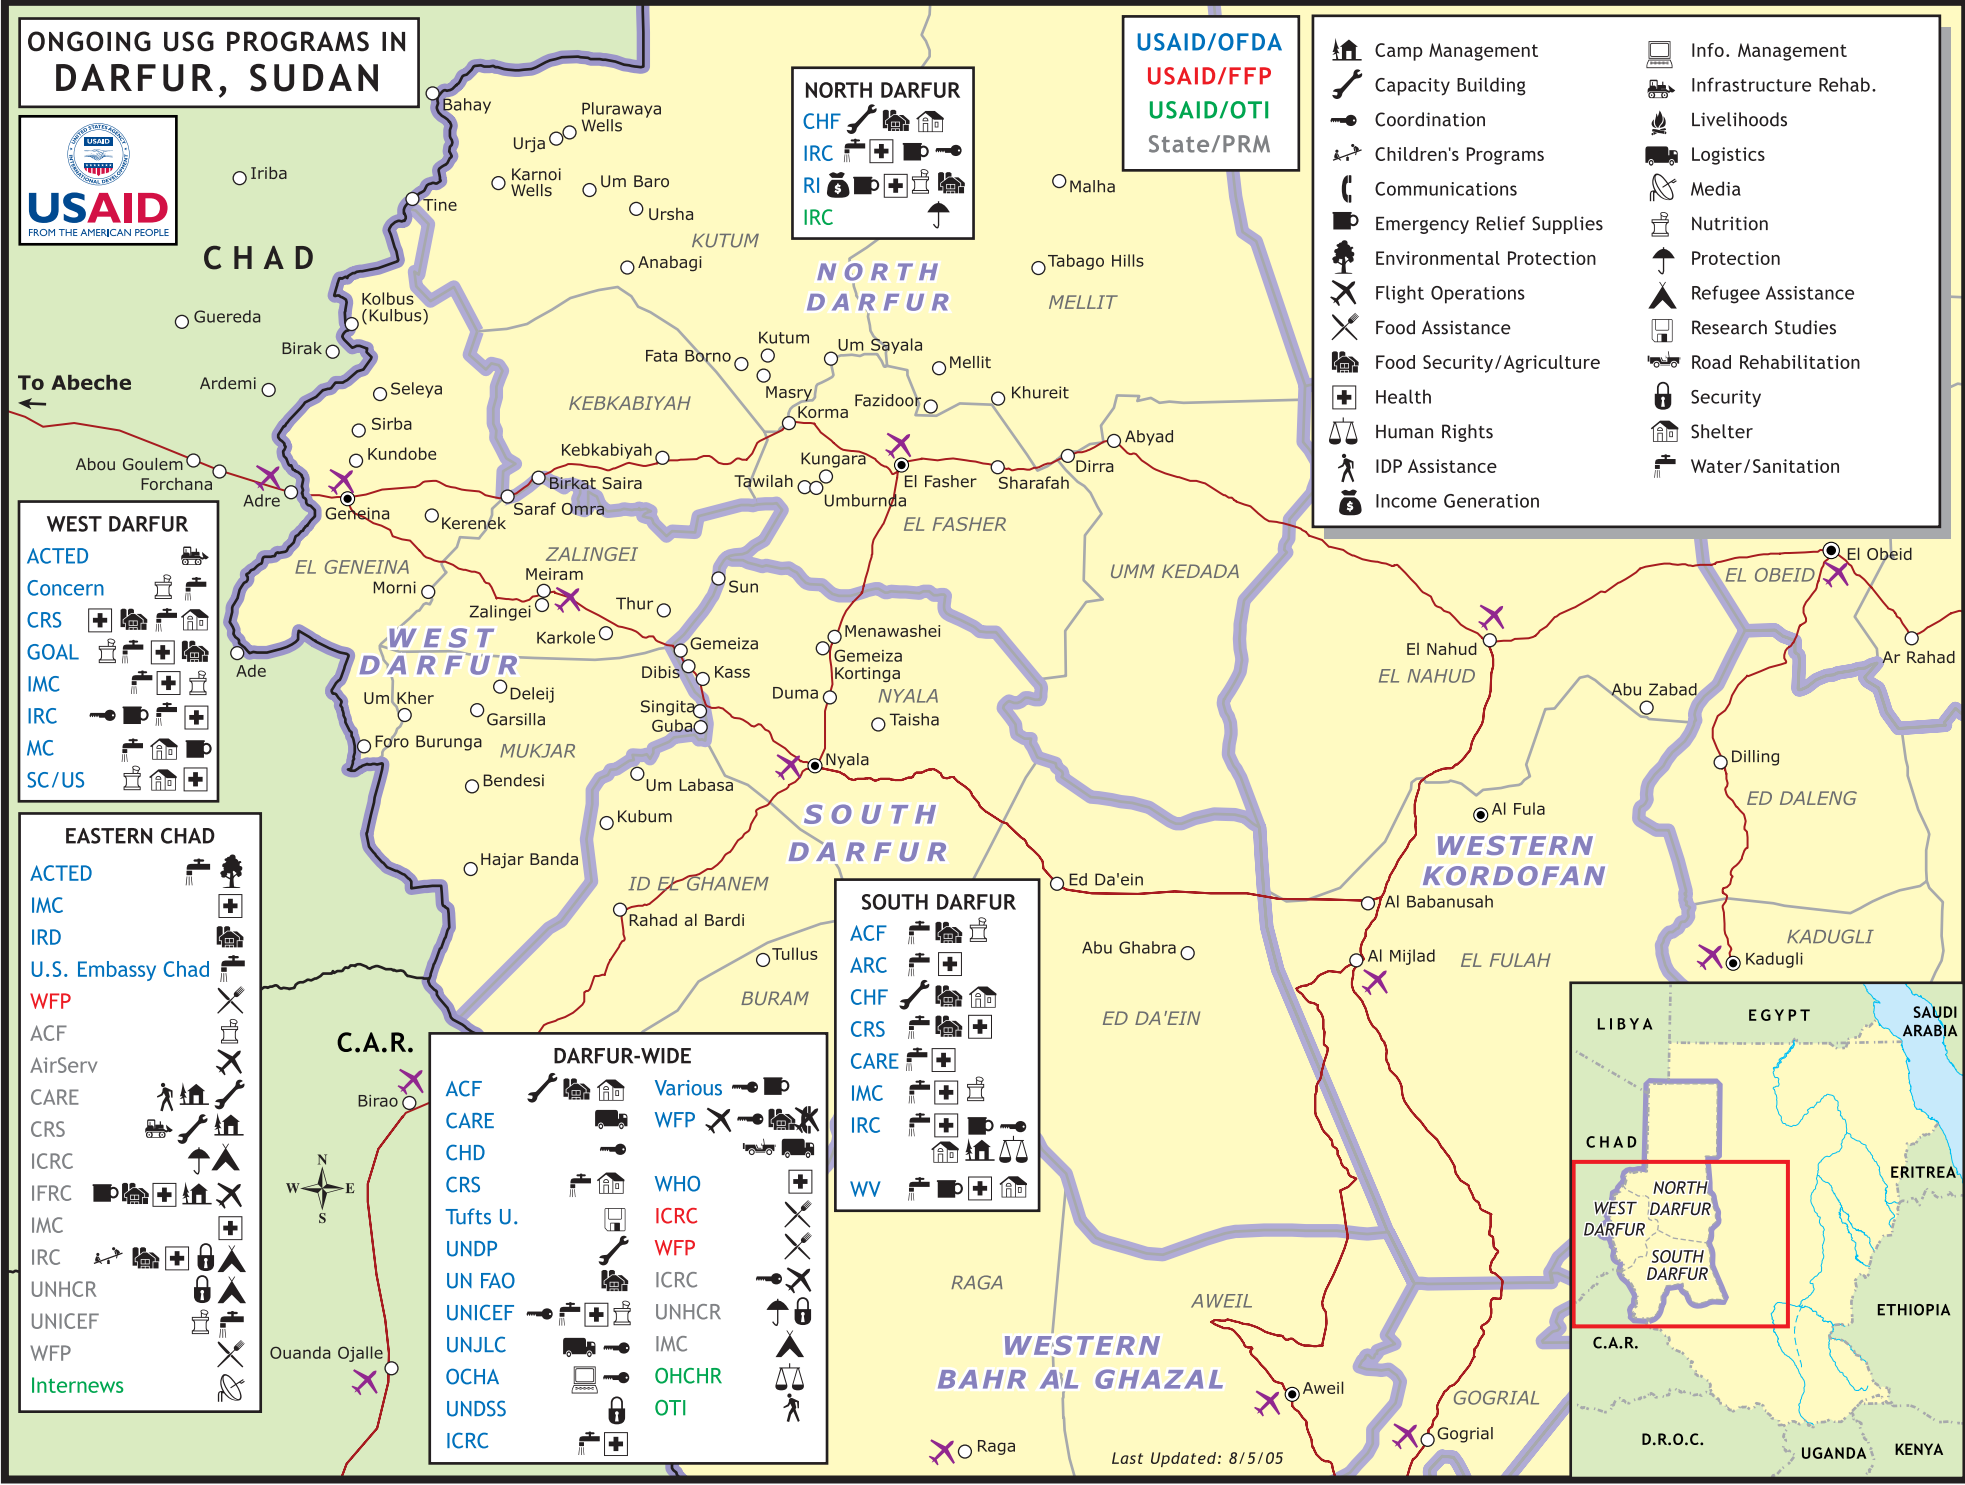 ONGOING USG PROGRAMS IN
DARFUR, SUDAN
UNITED STATES AGENCY
INTERNATIONAL DEVELOPMENT
USAID
USAID
FROM THE AMERICAN PEOPLE
NORTH DARFUR
CHF
IRC
RI
IRC
USAID/OFDA
USAID/FFP
USAID/OTI
State/PRM
Camp Management
Capacity Building
Coordination
Children's Programs
Communications
Emergency Relief Supplies
Environmental Protection
Flight Operations
Food Assistance
Food Security/Agriculture
Health
Human Rights
IDP Assistance
Income Generation
Info. Management
Infrastructure Rehab.
Livelihoods
Logistics
Media
Nutrition
Protection
Refugee Assistance
Research Studies
Road Rehabilitation
Security
Shelter
Water/Sanitation
Bahay
Plurawaya
Wells
Urja
Karnoi
Wells
Um Baro
Ursha
Iriba
Tine
KUTUM
Anabagi
CHAD
NORTH
DARFUR
Malha
Tabago Hills
MELLIT
Kolbus
(Kulbus)
Guereda
Birak
Ardemi
To Abeche
Seleya
Sirba
Kundobe
Kutum
Fata Borno
Masry
Um Sayala
Mellit
Fazidoor
Khureit
KEBKABIYAH
Korma
Kebkabiyah
Kungara
Tawilah
Umburnda
El Fasher
Sharafah
Dirra
Abyad
Abou Goulem
Forchana
Adre
Geneina
Birkat Saira
Saraf Omra
Kerenek
EL FASHER
EL GENEINA
ZALINGEI
Morni
Meiram
Zalingei
Thur
Sun
Karkole
UMM KEDADA
EL OBEID
El Obeid
WEST DARFUR
ACTED
Concern
CRS
GOAL
IMC
IRC
MC
SC/US
Ade
WEST
DARFUR
Gemeiza
Dibis
Kass
Menawashei
Gemeiza
Kortinga
El Nahud
EL NAHUD
Ar Rahad
Um Kher
Deleij
Garsilla
Singita
Guba
Duma
NYALA
Taisha
Abu Zabad
Foro Burunga
MUKJAR
Nyala
Dilling
Bendesi
Um Labasa
Kubum
SOUTH
DARFUR
Al Fula
ED DALENG
WESTERN
KORDOFAN
Hajar Banda
ID EL GHANEM
Rahad al Bardi
Ed Da'ein
Al Babanusah
Tullus
BURAM
Abu Ghabra
Al Mijlad
EL FULAH
KADUGLI
Kadugli
ED DA'EIN
EASTERN CHAD
ACTED
IMC
IRD
U.S. Embassy Chad
WFP
ACF
AirServ
CARE
CRS
ICRC
IFRC
IMC
IRC
UNHCR
UNICEF
WFP
Internews
SOUTH DARFUR
ACF
ARC
CHF
CRS
CARE
IMC
IRC
WV
C.A.R.
Birao
N
W
E
S
Ouanda Ojalle
DARFUR-WIDE
ACF
CARE
CHD
CRS
Tufts U.
UNDP
UN FAO
UNICEF
UNJLC
OCHA
UNDSS
ICRC
Various
WFP
WHO
ICRC
WFP
ICRC
UNHCR
IMC
OHCHR
OTI
RAGA
AWEIL
WESTERN
BAHR AL GHAZAL
Aweil
GOGRIAL
Gogrial
Raga
Last Updated: 8/5/05
LIBYA
EGYPT
SAUDI
ARABIA
CHAD
ERITREA
NORTH
DARFUR
WEST
DARFUR
SOUTH
DARFUR
ETHIOPIA
C.A.R.
D.R.O.C.
UGANDA
KENYA